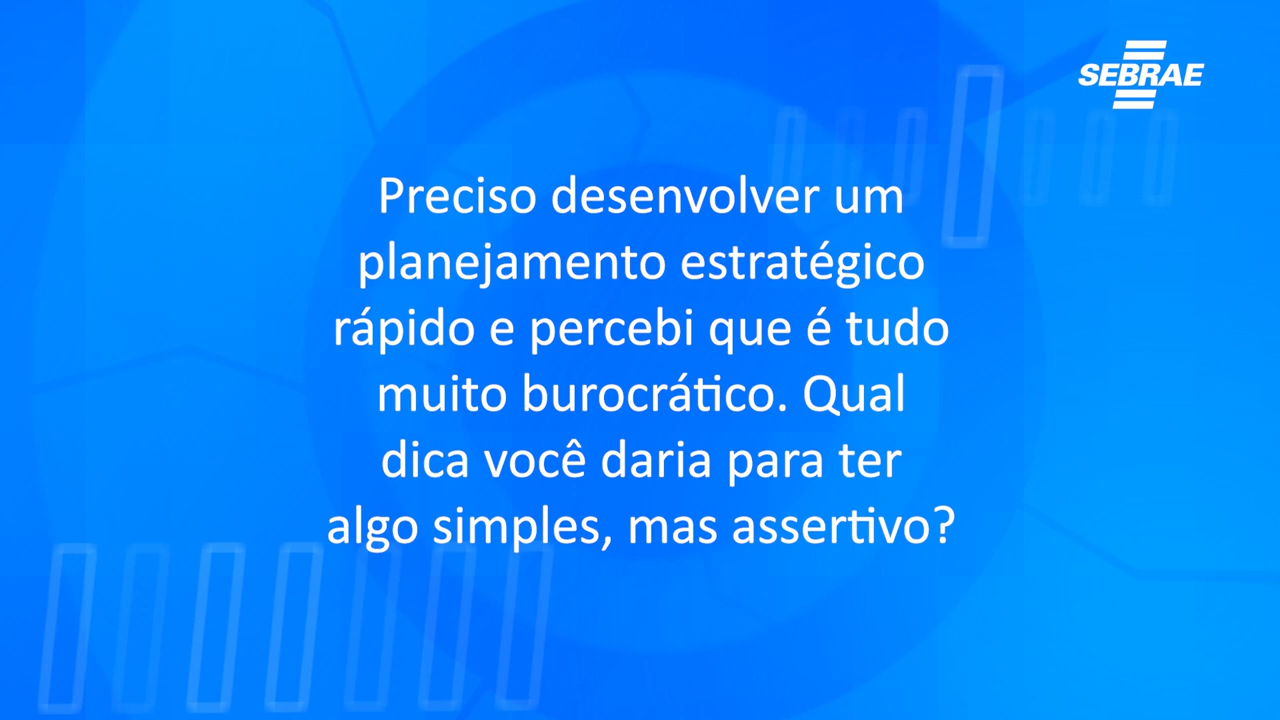 SEBRAE
Preciso desenvolver um
planejamento estratégico
rápido e percebi que é tudo
muito burocrático. Qual
dica você daria para ter
algo simples, mas assertivo?